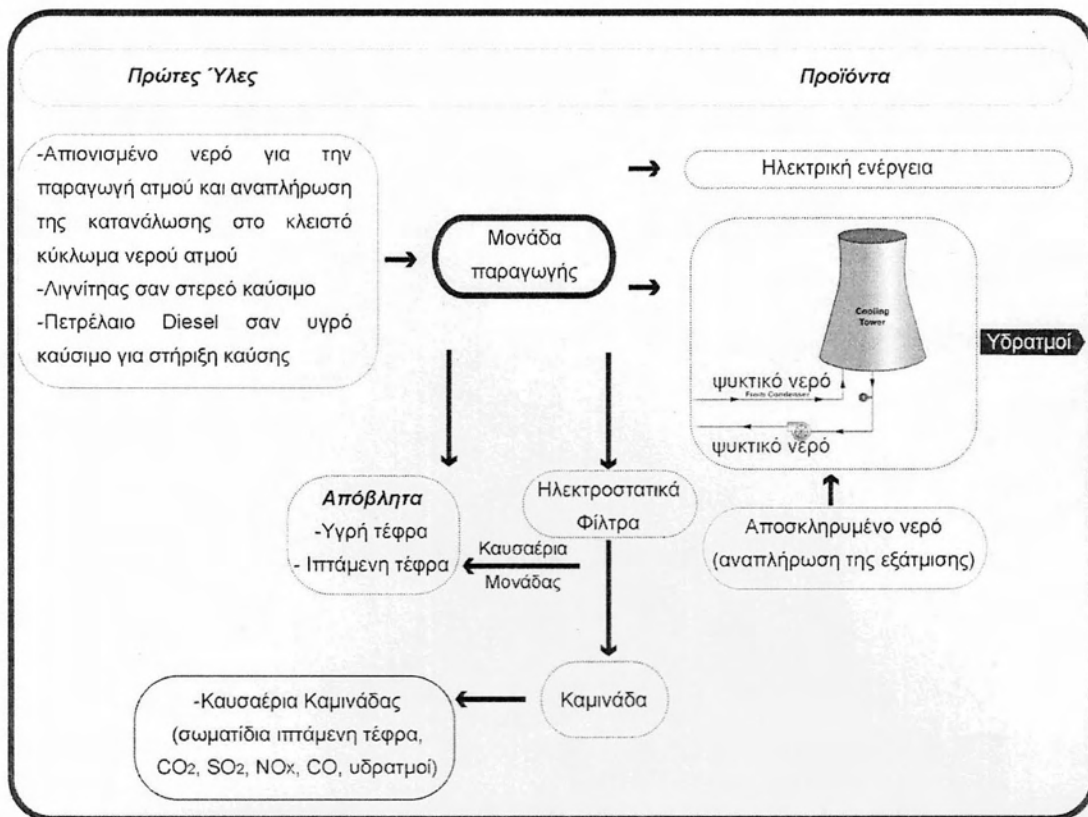 Πρώτες Ύλες
Προϊόντα
-Απιονισμένο νερό για την
παραγωγή ατμού και αναπλήρωση
της κατανάλωσης στο κλειστό
κύκλωμα νερού ατμού
-Λιγνίτηας σαν στερεό καύσιμο
-Πετρέλαιο Diesel σαν υγρό
καύσιμο για στήριξη καύσης
Μονάδα
παραγωγής
Ηλεκτρική ενέργεια
Cooling
Tower
Υδρατμοί
ψυκτικό νερό
From Condenser
ψυκτικό νερό
Απόβλητα
-Υγρή τέφρα
- Ιπτάμενη τέφρα
Ηλεκτροστατικά
Φίλτρα
Καυσαέρια
Μονάδας
Αποσκληρυμένο νερό
(αναπλήρωση της εξάτμισης)
-Καυσαέρια Καμινάδας
(σωματίδια ιπτάμενη τέφρα,
CO2, SO2, NOx, CO, υδρατμοί)
Καμινάδα